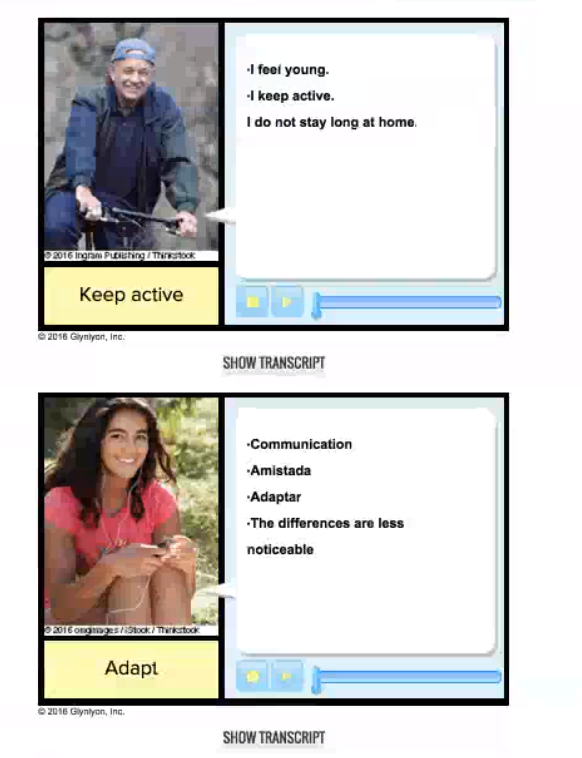 ·I feel young.
·I keep active.
I do not stay long at home.
© 2016 Ingram Publishing / Thinkstock
Keep active
© 2016 Glynlyon, Inc.
SHOW TRANSCRIPT
·Communication
·Amistada
·Adaptar
·The differences are less
noticeable
© 2016 onigimages / iStock / Thinkstock
Adapt
© 2016 Glynlyon, Inc.
SHOW TRANSCRIPT